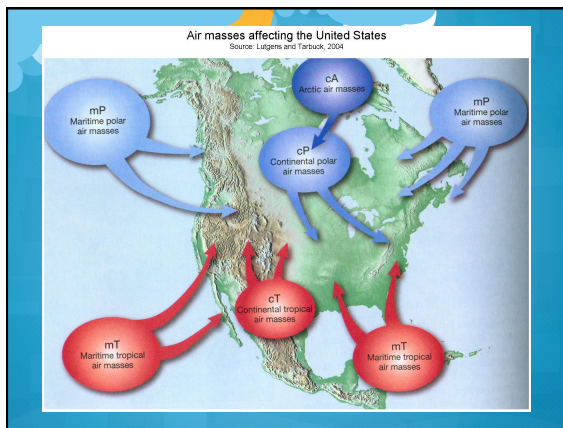 Air masses affecting the United States
Source: Lutgens and Tarbuck, 2004
cA
Arctic air masses
mP
Maritime polar
air masses
mP
Maritime polar
air masses
cP
Continental polar
air masses
cT
Continental tropical
air masses
mT
Maritime tropical
air masses
mT
Maritime tropical
air masses